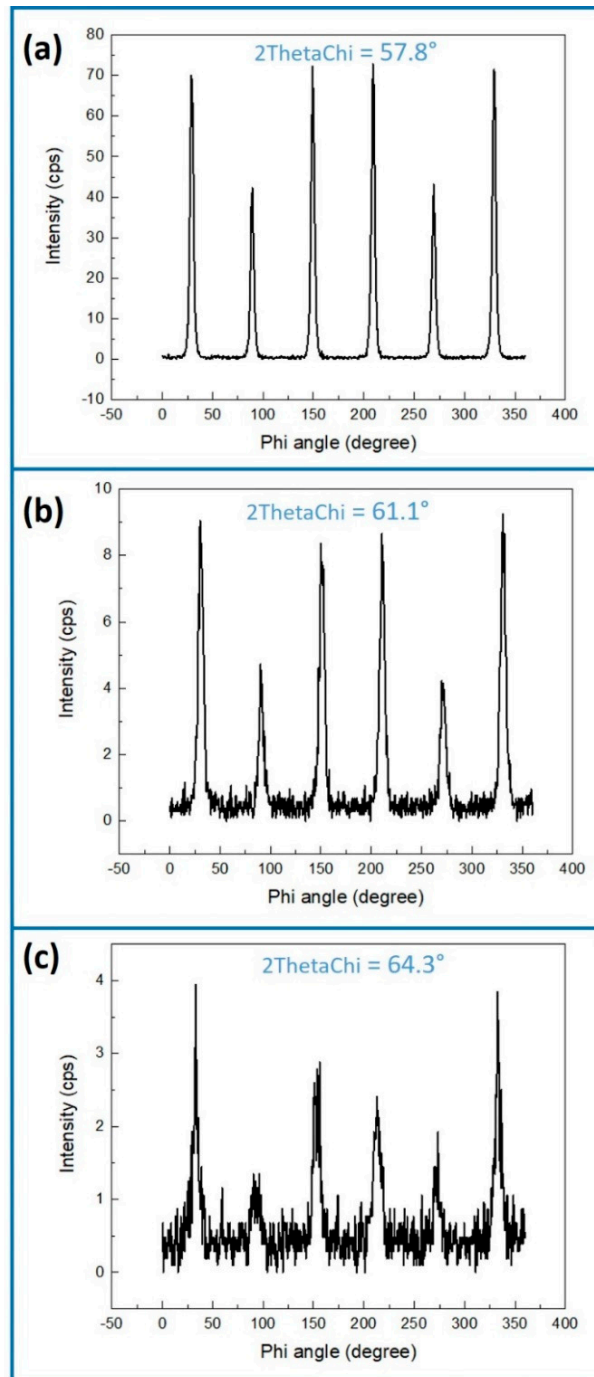 (a)
2ThetaChi = 57.8°
80
70
60
50
40
30
20
10
0
-10
Intensity (cps)
-50 0 50 100 150 200 250 300 350 400
Phi angle (degree)
(b)
2ThetaChi = 61.1°
10
8
6
4
2
0
Intensity (cps)
-50 0 50 100 150 200 250 300 350 400
Phi angle (degree)
(c)
2ThetaChi = 64.3°
4
3
2
1
0
Intensity (cps)
-50 0 50 100 150 200 250 300 350 400
Phi angle (degree)